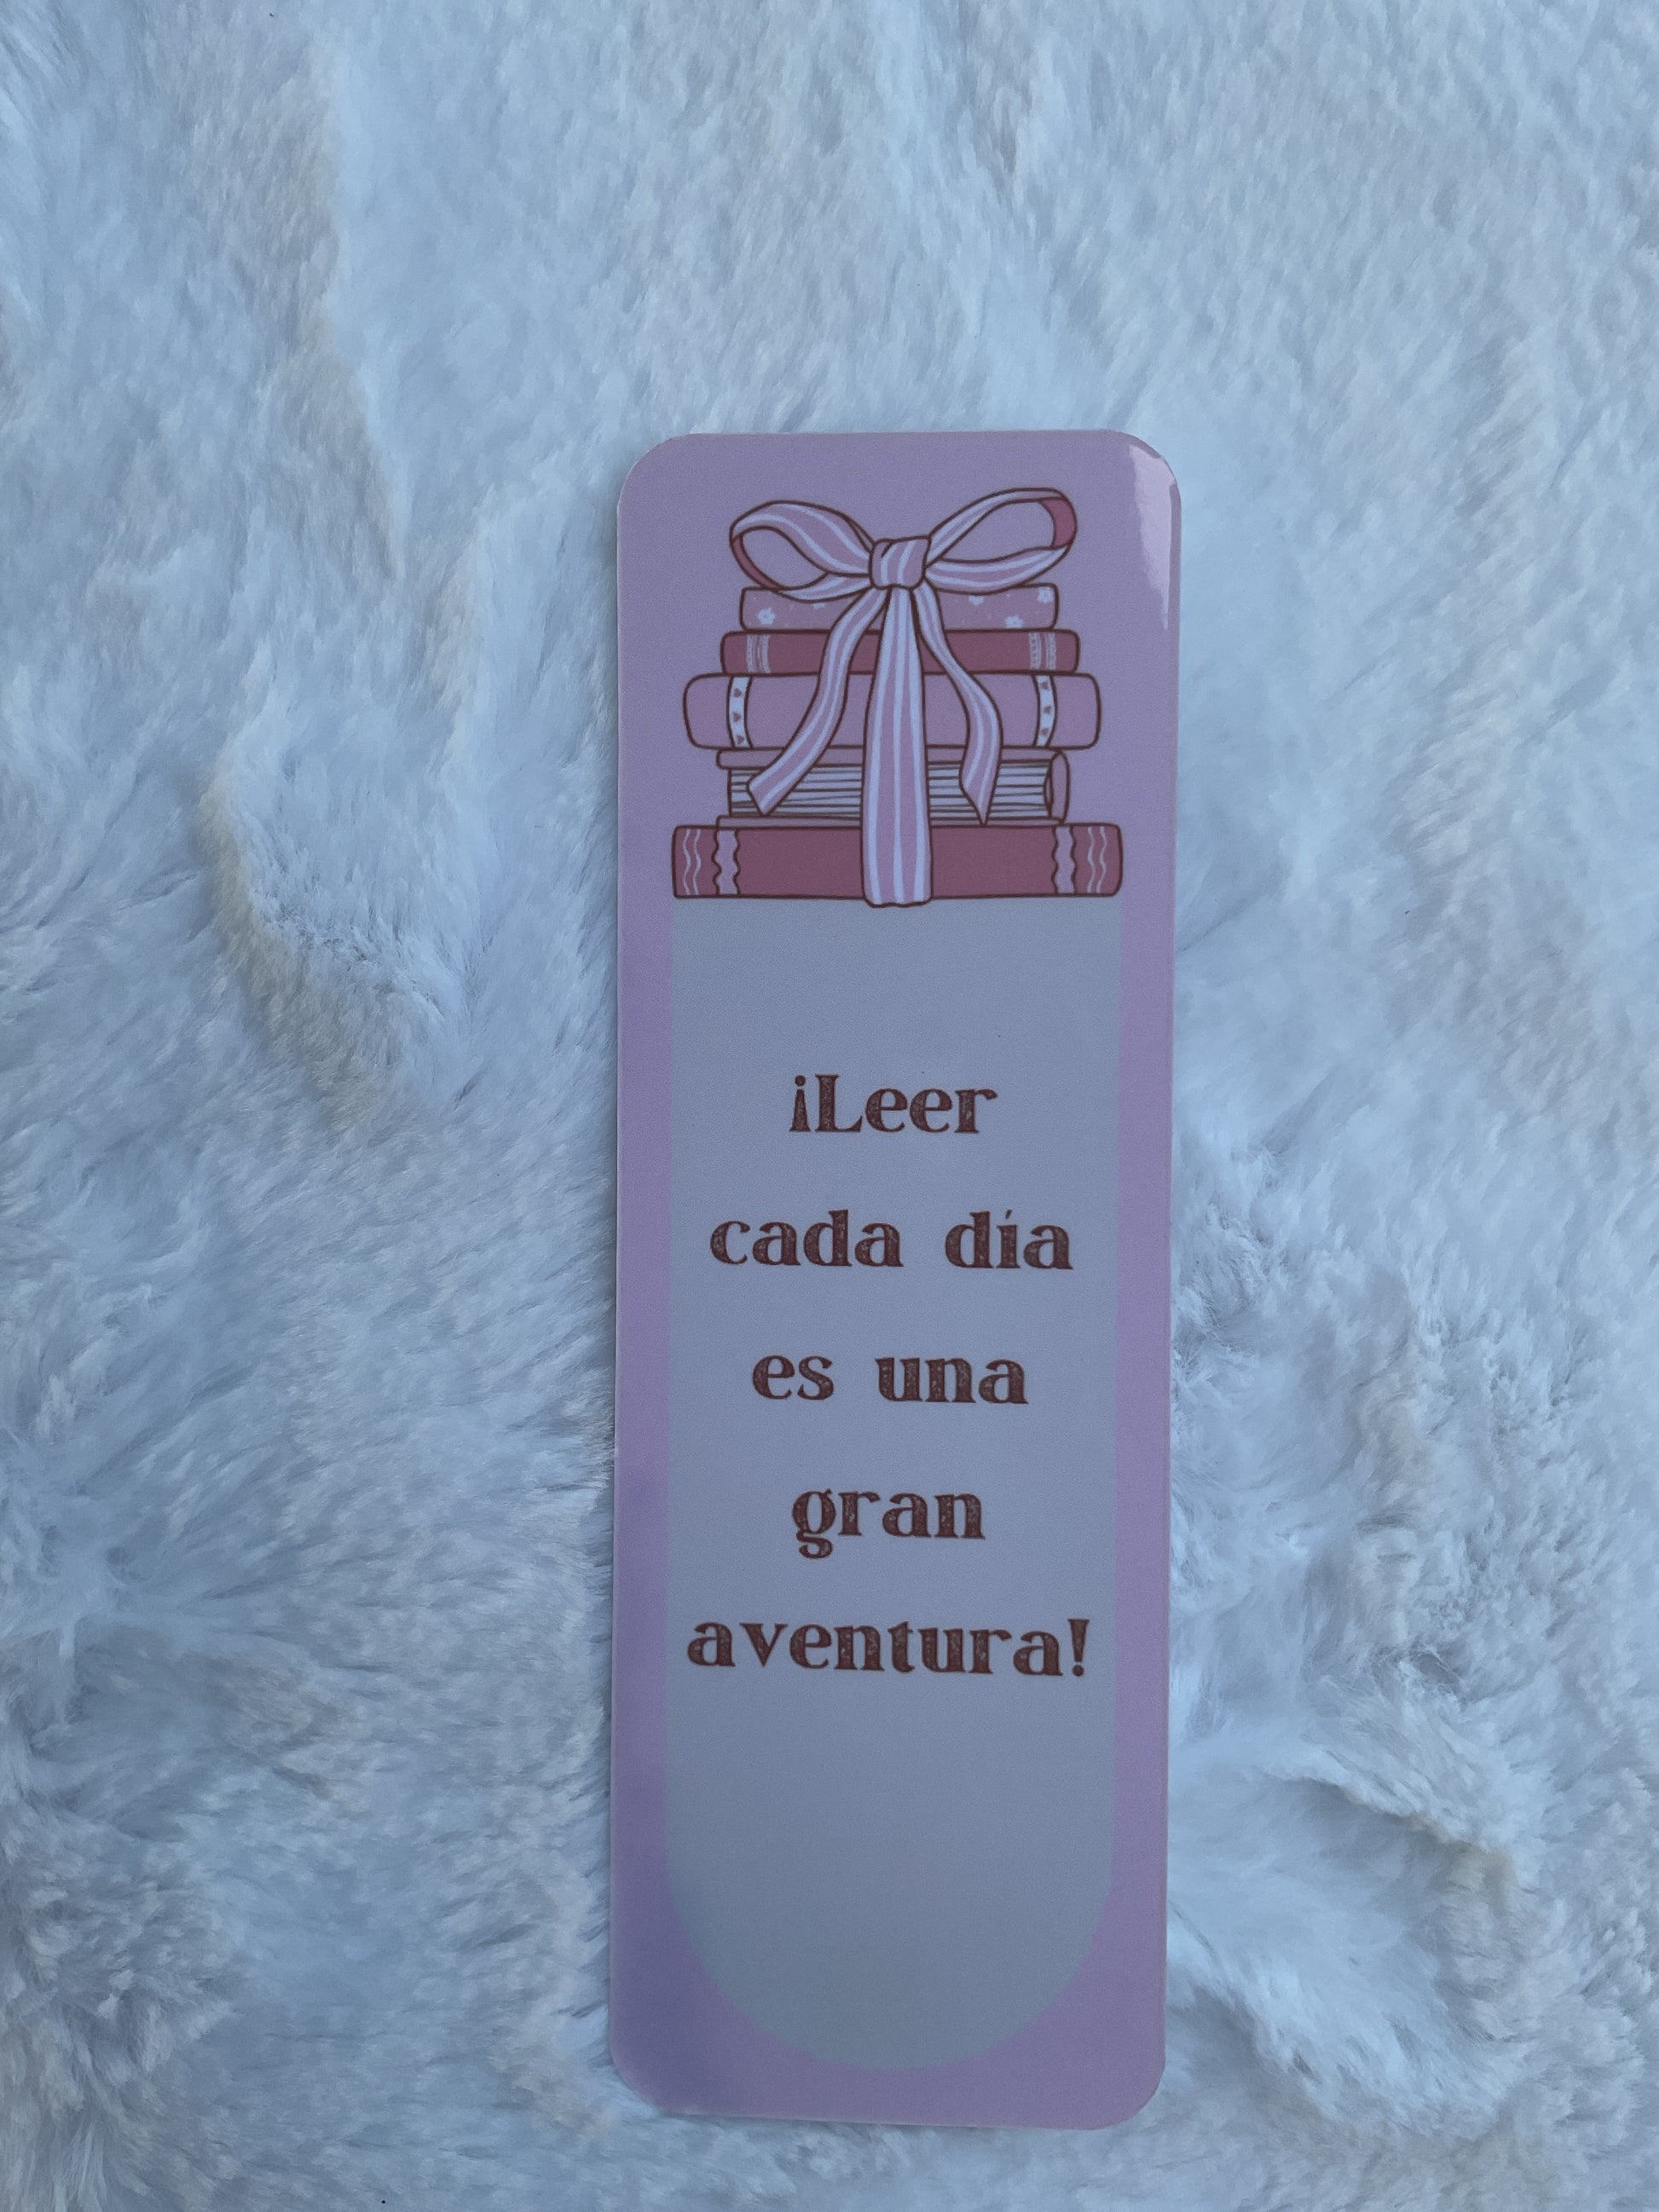 ¡Leer
cada día
es una
gran
aventura!